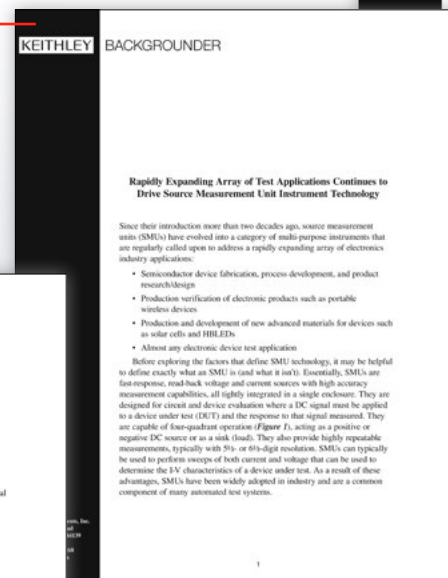 KEITHLEY BACKGROUNDER
Rapidly Expanding Array of Test Applications Continues to
Drive Source Measurement Unit Instrument Technology
Since their introduction more than two decades ago, source measurement
units (SMUs) have evolved into a category of multi-purpose instruments that
are regularly called upon to address a rapidly expanding array of electronics
industry applications:
• Semiconductor device fabrication, process development, and product
research/design
• Production verification of electronic products such as portable
wireless devices
• Production and development of new advanced materials for devices such
as solar cells and HBLEDs
• Almost any electronic device test application
Before exploring the factors that define SMU technology, it may be helpful
to define exactly what an SMU is (and what it isn't). Essentially, SMUs are
fast-response, read-back voltage and current sources with high accuracy
measurement capabilities, all tightly integrated in a single enclosure. They are
designed for circuit and device evaluation where a DC signal must be applied
to a device under test (DUT) and the response to that signal measured. They
are capable of four-quadrant operation (Figure 1), acting as a positive or
negative DC source or as a sink (load). They also provide highly repeatable
measurements, typically with 5½- or 6½-digit resolution. SMUs can typically
be used to perform sweeps of both current and voltage that can be used to
determine the I-V characteristics of a device under test. As a result of these
advantages, SMUs have been widely adopted in industry and are a common
component of many automated test systems.
1